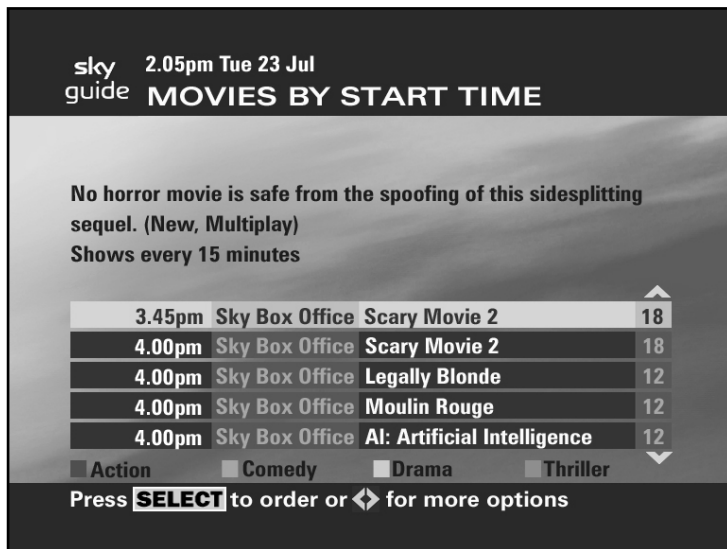 sky 2.05pm Tue 23 Jul
guide MOVIES BY START TIME
No horror movie is safe from the spoofing of this sidesplitting
sequel. (New, Multiplay)
Shows every 15 minutes
3.45pm Sky Box Office Scary Movie 2 18
4.00pm Sky Box Office Scary Movie 2 18
4.00pm Sky Box Office Legally Blonde 12
4.00pm Sky Box Office Moulin Rouge 12
4.00pm Sky Box Office AI: Artificial Intelligence 12
Action Comedy Drama Thriller
Press SELECT to order or for more options